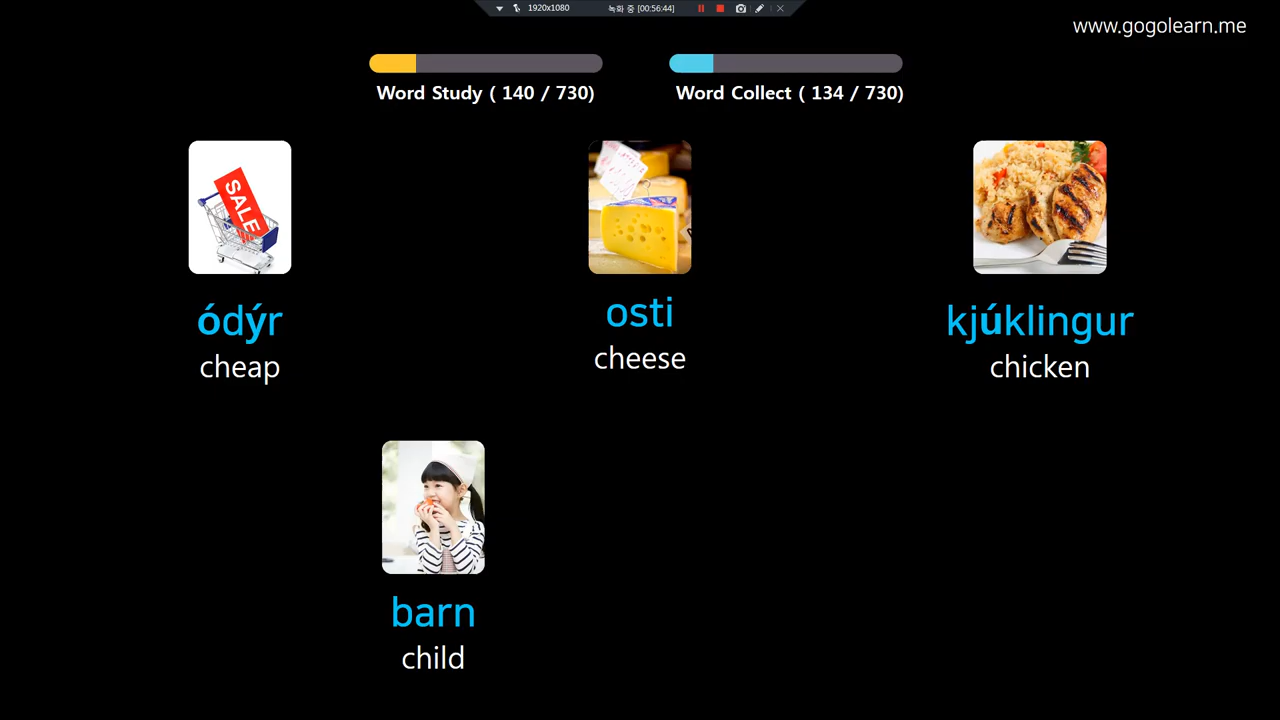 1920x1080 녹화 중 [00:56:44]
www.gogolearn.me
Word Study ( 140 / 730) Word Collect ( 134 / 730)
SALE
ódýr osti kjúklingur
cheap cheese chicken
barn
child